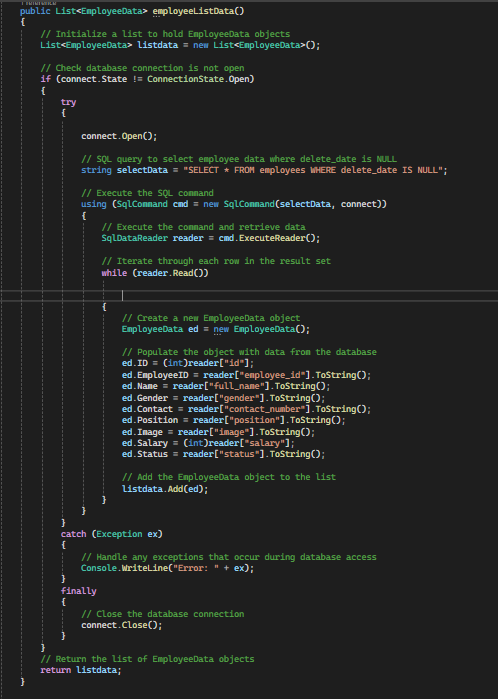 1 reference
public List<EmployeeData> employeeListData()
{
// Initialize a list to hold EmployeeData objects
List<EmployeeData> listdata = new List<EmployeeData>();
// Check database connection is not open
if (connect.State != ConnectionState.Open)
{
try
{
connect.Open();
// SQL query to select employee data where delete_date is NULL
string selectData = "SELECT * FROM employees WHERE delete_date IS NULL";
// Execute the SQL command
using (SqlCommand cmd = new SqlCommand(selectData, connect))
{
// Execute the command and retrieve data
SqlDataReader reader = cmd.ExecuteReader();
// Iterate through each row in the result set
while (reader.Read())
{
// Create a new EmployeeData object
EmployeeData ed = new EmployeeData();
// Populate the object with data from the database
ed.ID = (int)reader["id"];
ed.EmployeeID = reader["employee_id"].ToString();
ed.Name = reader["full_name"].ToString();
ed.Gender = reader["gender"].ToString();
ed.Contact = reader["contact_number"].ToString();
ed.Position = reader["position"].ToString();
ed.Image = reader["image"].ToString();
ed.Salary = (int)reader["salary"];
ed.Status = reader["status"].ToString();
// Add the EmployeeData object to the list
listdata.Add(ed);
}
}
}
catch (Exception ex)
{
// Handle any exceptions that occur during database access
Console.WriteLine("Error: " + ex);
}
finally
{
// Close the database connection
connect.Close();
}
}
// Return the list of EmployeeData objects
return listdata;
}